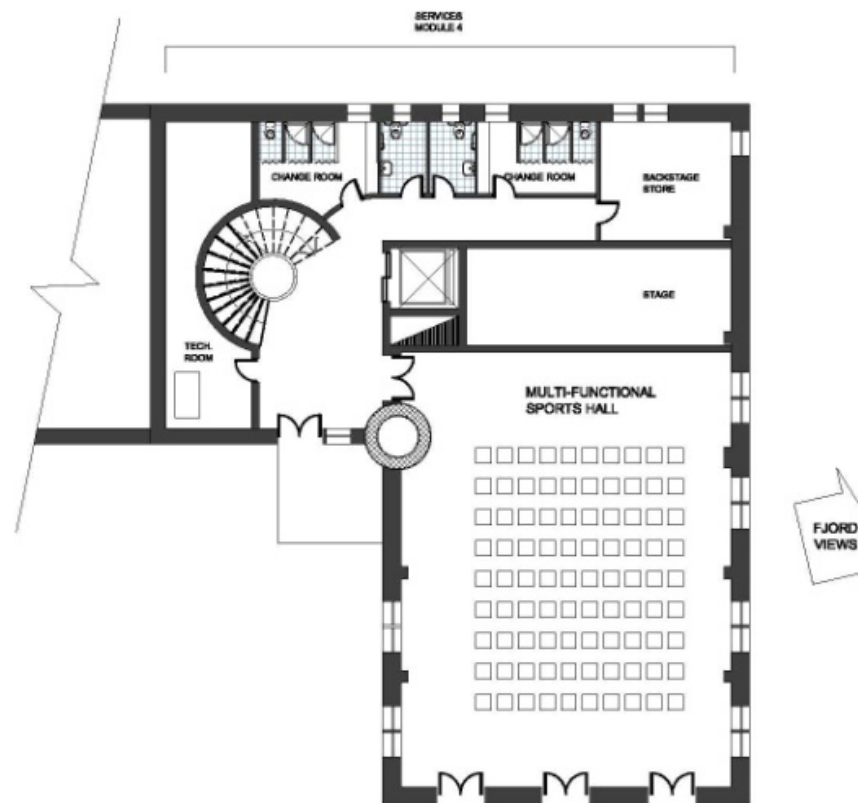 SERVICES
MODULE 4
CHANGE ROOM
CHANGE ROOM
BACKSTAGE
STORE
STAGE
TECH.
ROOM
MULTI-FUNCTIONAL
SPORTS HALL
FJORD
VIEWS